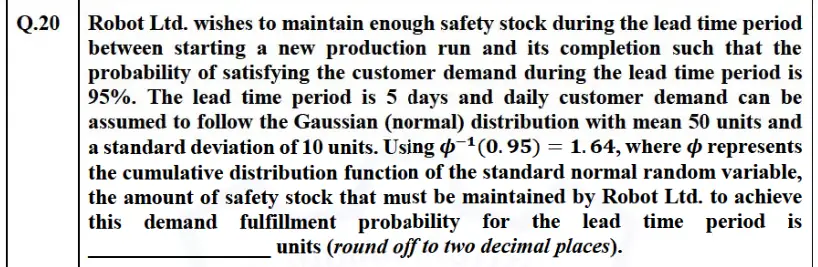 Q.20 Robot Ltd. wishes to maintain enough safety stock during the lead time period
between starting a new production run and its completion such that the
probability of satisfying the customer demand during the lead time period is
95%. The lead time period is 5 days and daily customer demand can be
assumed to follow the Gaussian (normal) distribution with mean 50 units and
a standard deviation of 10 units. Using ϕ⁻¹(0.95) = 1.64, where ϕ represents
the cumulative distribution function of the standard normal random variable,
the amount of safety stock that must be maintained by Robot Ltd. to achieve
this demand fulfillment probability for the lead time period is
____________________ units (round off to two decimal places).